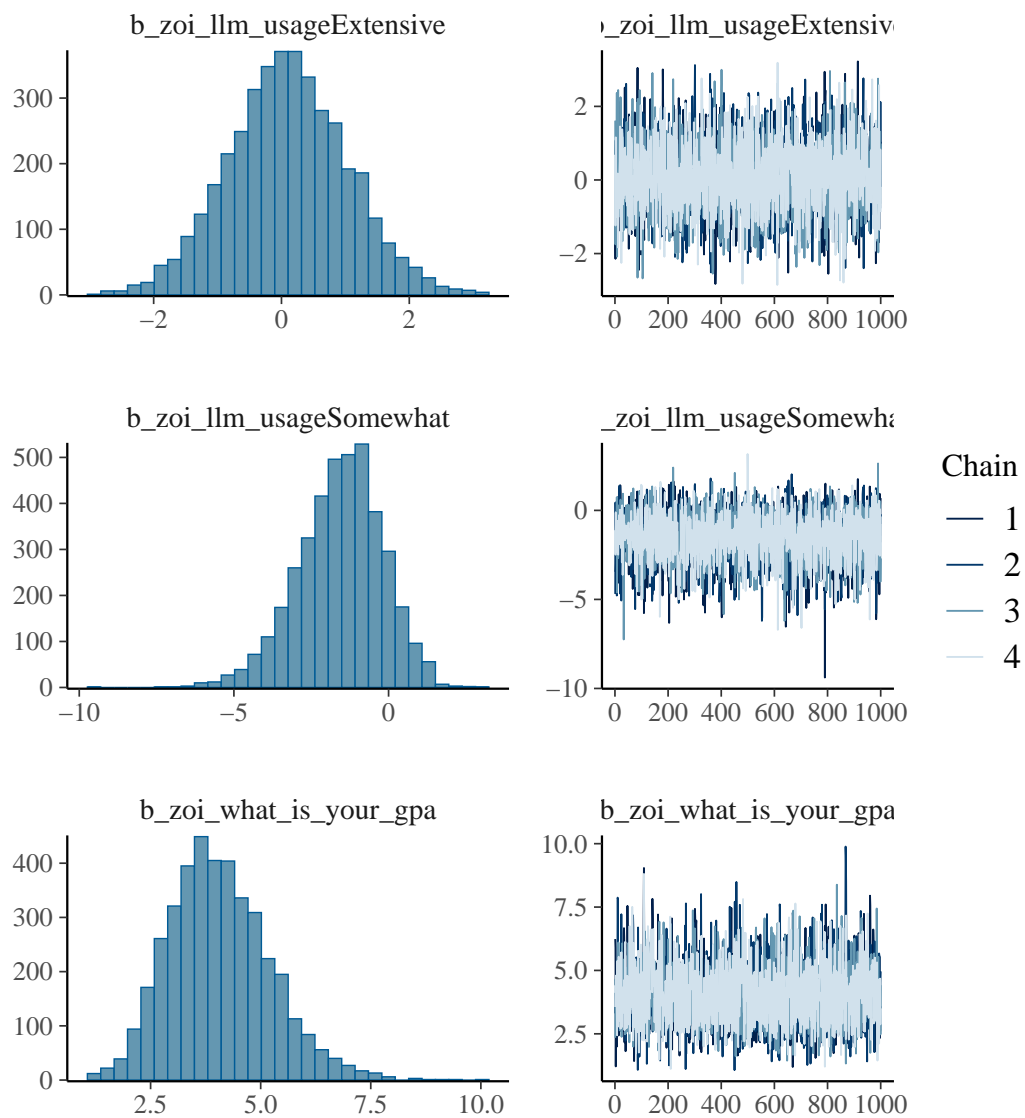 b_zoi_llm_usageExtensive
300
200
100
0
−2 0 2
b_zoi_llm_usageExtensiv
2
0
−2
0 200 400 600 800 1000
b_zoi_llm_usageSomewhat
500
400
300
200
100
0
−10 −5 0
_zoi_llm_usageSomewha
0
−5
−10
0 200 400 600 800 1000
Chain
1
2
3
4
b_zoi_what_is_your_gpa
400
300
200
100
0
2.5 5.0 7.5 10.0
b_zoi_what_is_your_gpa
10.0
7.5
5.0
2.5
0 200 400 600 800 1000